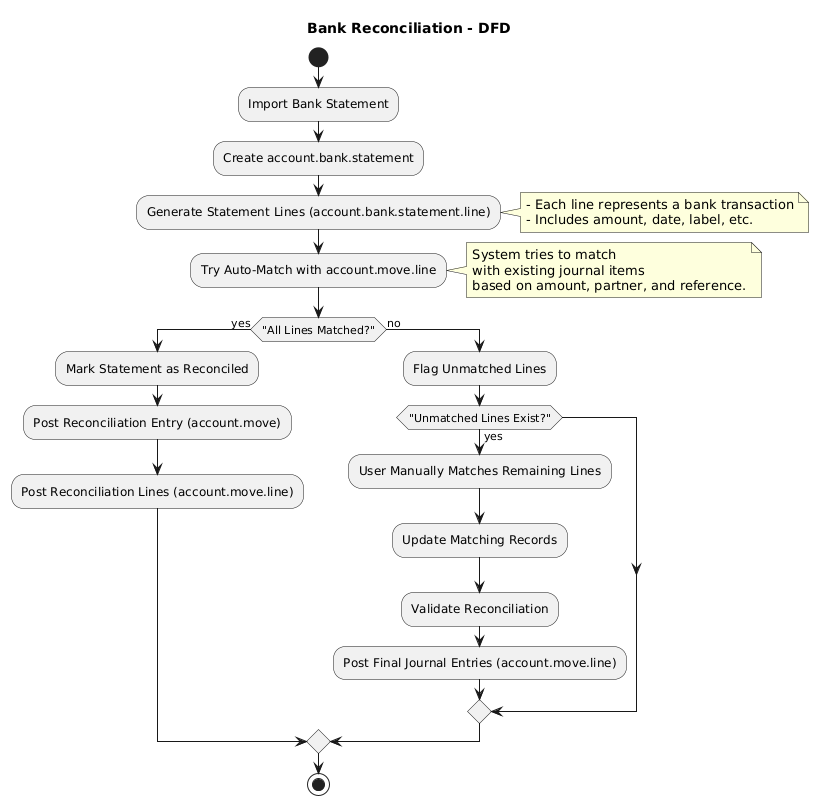 Bank Reconciliation - DFD
Import Bank Statement
Create account.bank.statement
Generate Statement Lines (account.bank.statement.line)
- Each line represents a bank transaction
- Includes amount, date, label, etc.
Try Auto-Match with account.move.line
System tries to match
with existing journal items
based on amount, partner, and reference.
"All Lines Matched?"
yes
no
Mark Statement as Reconciled
Post Reconciliation Entry (account.move)
Post Reconciliation Lines (account.move.line)
Flag Unmatched Lines
"Unmatched Lines Exist?"
yes
User Manually Matches Remaining Lines
Update Matching Records
Validate Reconciliation
Post Final Journal Entries (account.move.line)